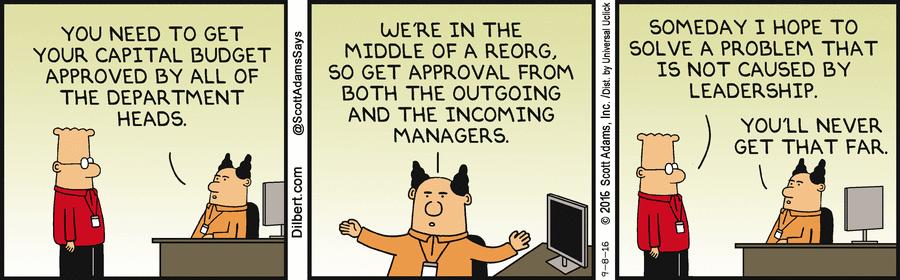 YOU NEED TO GET
YOUR CAPITAL BUDGET
APPROVED BY ALL OF
THE DEPARTMENT
HEADS.
Dilbert.com @ScottAdamsSays
WE'RE IN THE
MIDDLE OF A REORG,
SO GET APPROVAL FROM
BOTH THE OUTGOING
AND THE INCOMING
MANAGERS.
9-8-16 © 2016 Scott Adams, Inc. /Dist. by Universal Uclick
SOMEDAY I HOPE TO
SOLVE A PROBLEM THAT
IS NOT CAUSED BY
LEADERSHIP.
YOU'LL NEVER
GET THAT FAR.